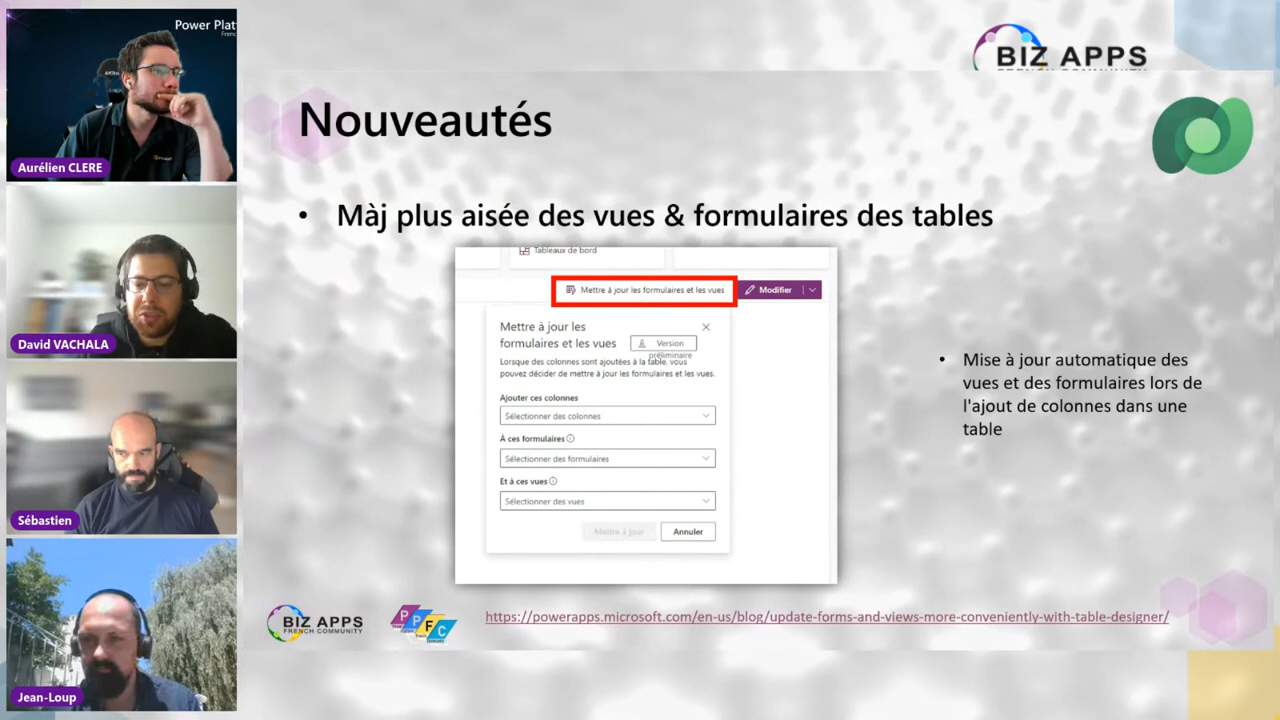 Power Plat
Aurélien CLERE
David VACHALA
Sébastien
Jean-Loup
BIZ APPS
Nouveautés
• Màj plus aisée des vues & formulaires des tables
Tableaux de bord
Mettre à jour les formulaires et les vues
Modifier
Mettre à jour les
formulaires et les vues
Version
préliminaire
Lorsque des colonnes sont ajoutées à la table, vous
pouvez décider de mettre à jour les formulaires et les vues.
Ajouter ces colonnes
Sélectionner des colonnes
À ces formulaires
Sélectionner des formulaires
Et à ces vues
Sélectionner des vues
Mettre à jour
Annuler
• Mise à jour automatique des
vues et des formulaires lors de
l'ajout de colonnes dans une
table
BIZ APPS
FRENCH COMMUNITY
P P F C
https://powerapps.microsoft.com/en-us/blog/update-forms-and-views-more-conveniently-with-table-designer/